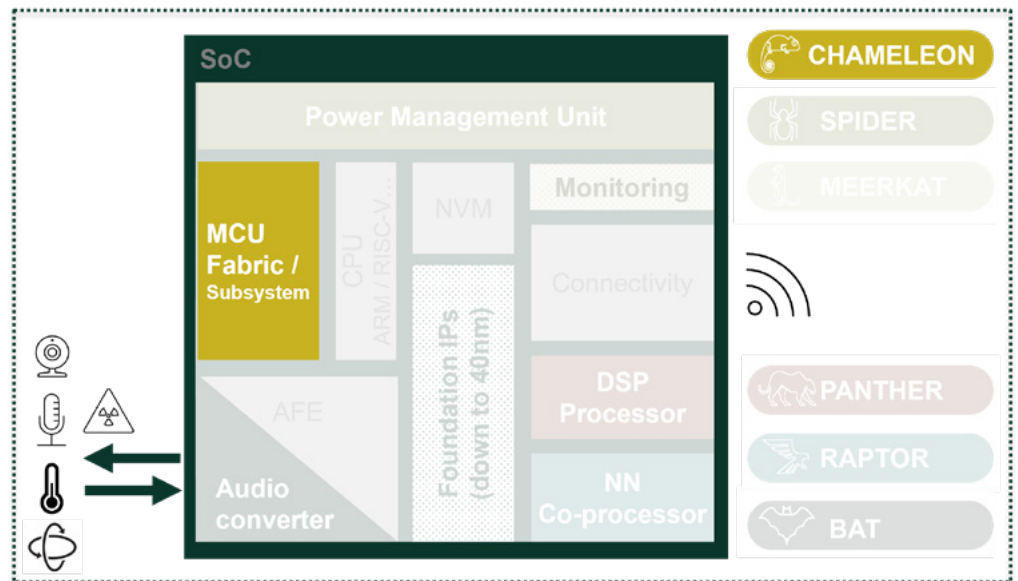 SoC
CHAMELEON
Power Management Unit
SPIDER
MEERKAT
MCU
Fabric /
Subsystem
CPU
ARM / RISC-V...
NVM
Monitoring
Connectivity
Foundation IPs
(down to 40nm)
DSP
Processor
PANTHER
AFE
RAPTOR
Audio
converter
NN
Co-processor
BAT